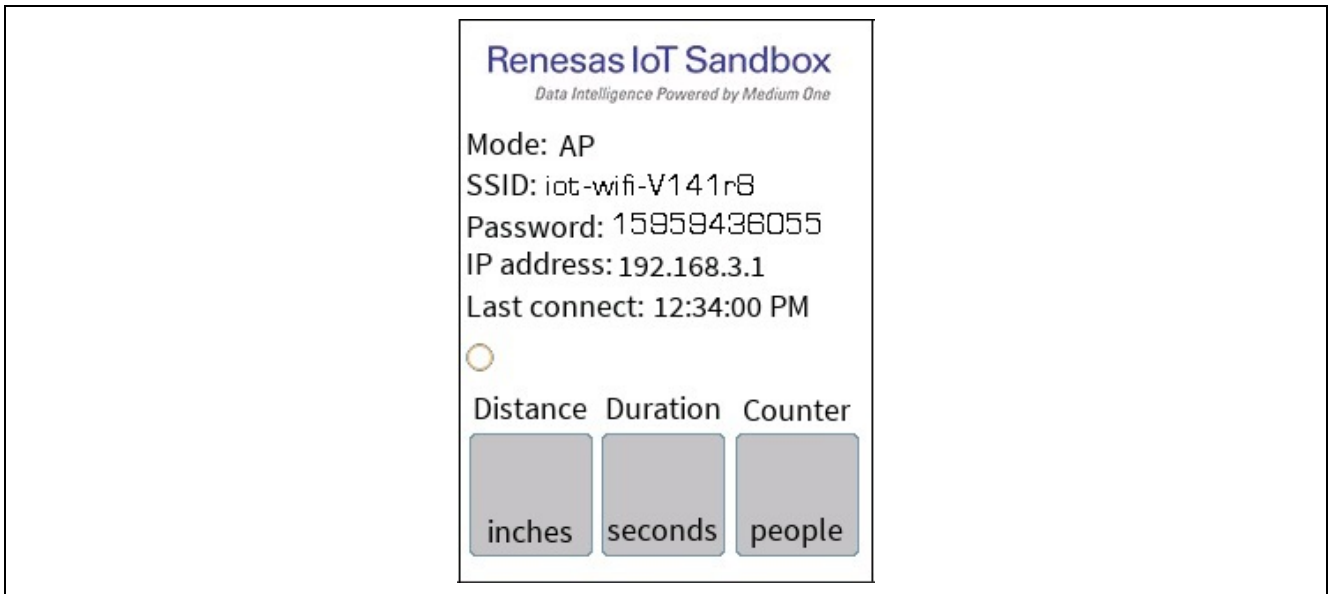 Renesas IoT Sandbox
Data Intelligence Powered by Medium One
Mode: AP
SSID: iot-wifi-V141r8
Password: 15959436055
IP address: 192.168.3.1
Last connect: 12:34:00 PM
Distance Duration Counter
inches seconds people